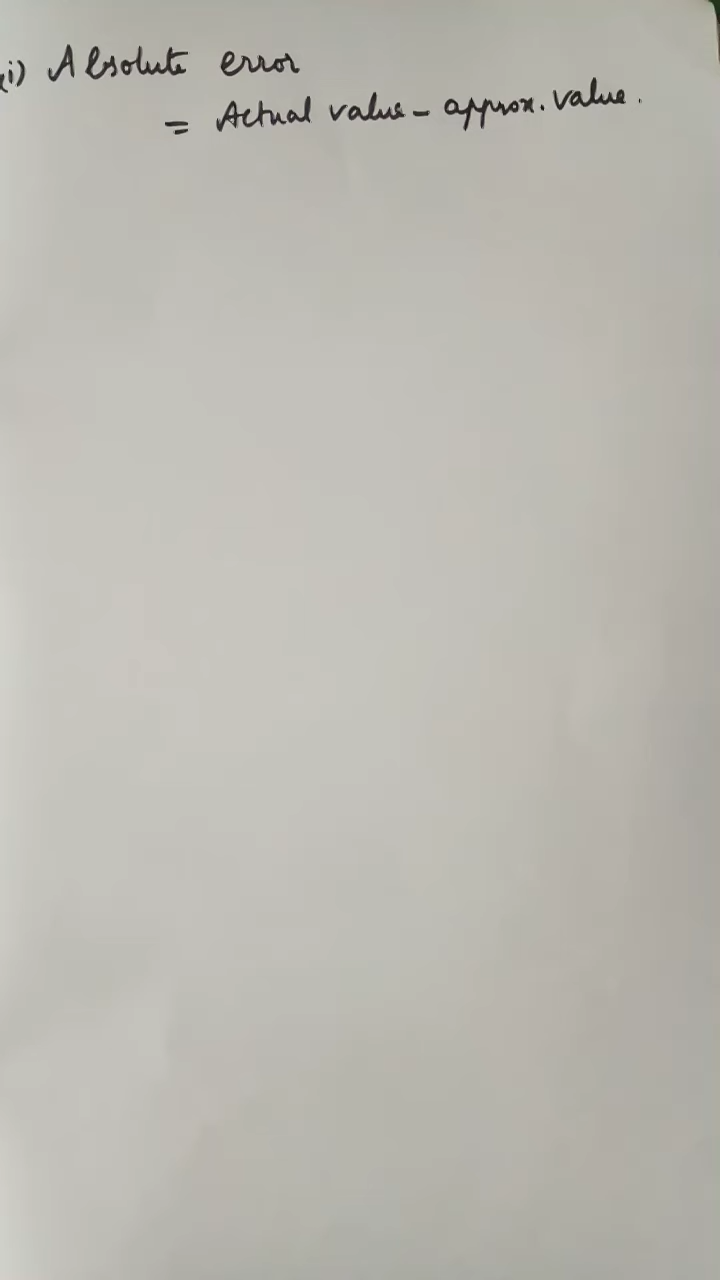 (i) Absolute error
= Actual value - approx. value.